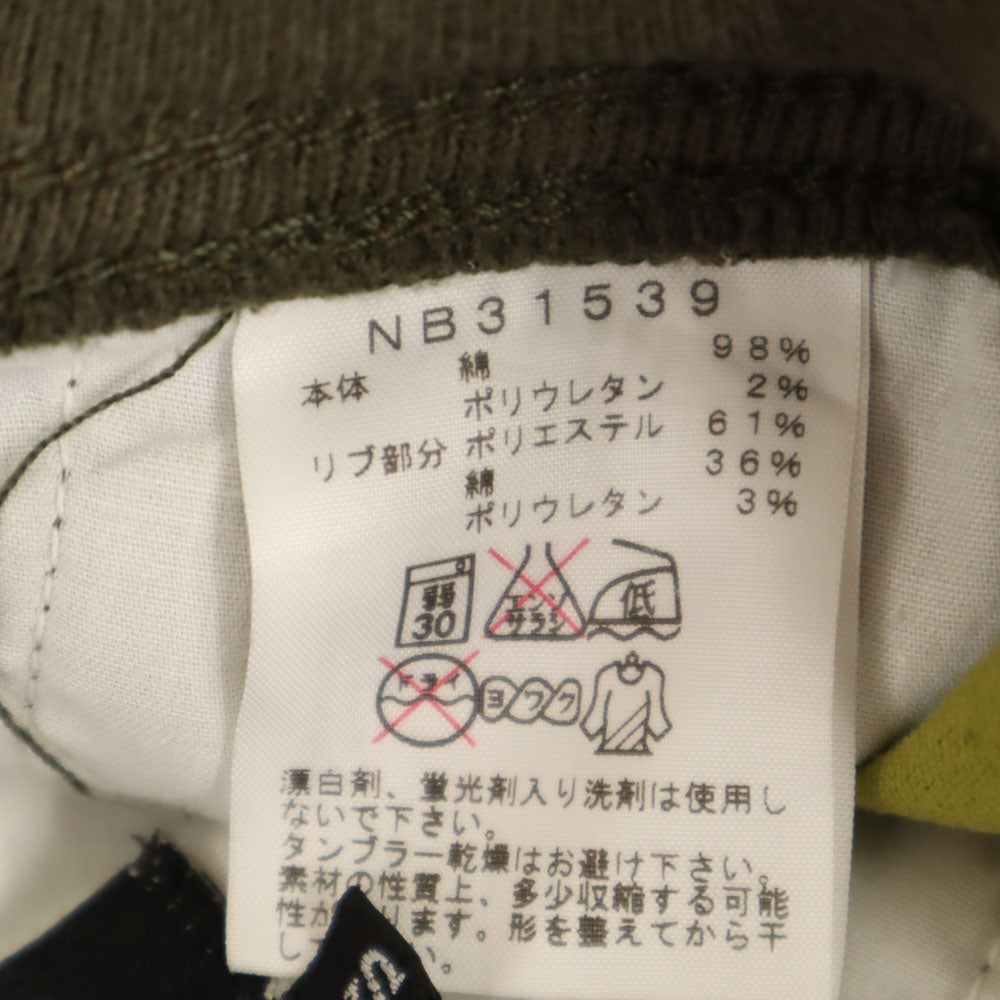 NB31539
本体 綿 98%
ポリウレタン 2%
リブ部分 ポリエステル 61%
綿 36%
ポリウレタン 3%
弱 30 エンソ サラシ 低
ドライ ヨワク
漂白剤、蛍光剤入り洗剤は使用し
ないで下さい。
タンブラー乾燥はお避け下さい。
素材の性質上、多少収縮する可能
性が ります。形を整えてから干
し い。